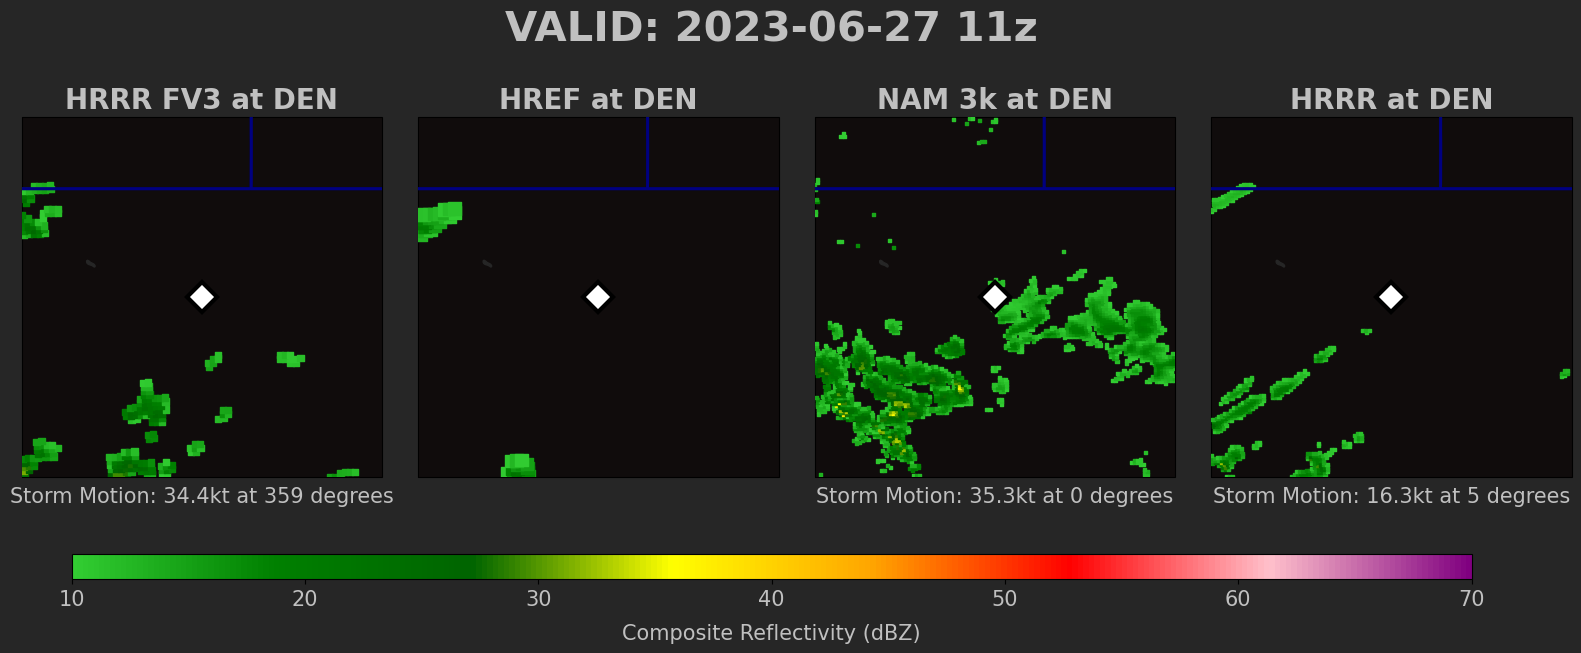 VALID: 2023-06-27 11z
HRRR FV3 at DEN
HREF at DEN
NAM 3k at DEN
HRRR at DEN
Storm Motion: 34.4kt at 359 degrees
Storm Motion: 35.3kt at 0 degrees
Storm Motion: 16.3kt at 5 degrees
10 20 30 40 50 60 70
Composite Reflectivity (dBZ)